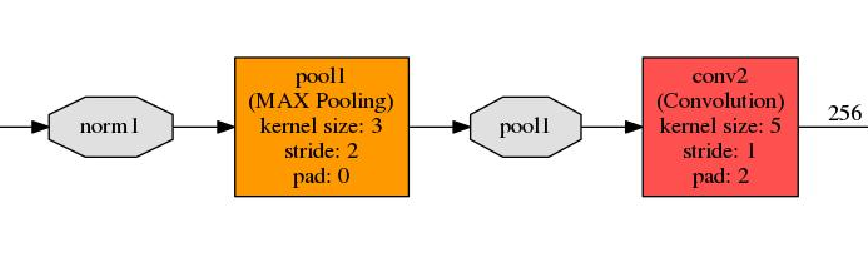 norm1
pool1
(MAX Pooling)
kernel size: 3
stride: 2
pad: 0
pool1
conv2
(Convolution)
kernel size: 5
stride: 1
pad: 2
256